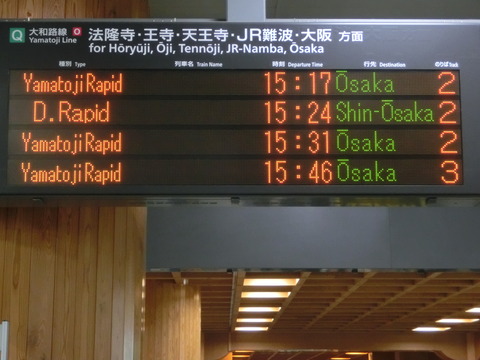 Q 大和路線 O 法隆寺・王寺・天王寺・JR難波・大阪 方面
Yamatoji Line for Hōryūji, Ōji, Tennōji, JR-Namba, Ōsaka
種別 Type 列車名 Train Name 時刻 Departure Time 行先 Destination のりば Track
Yamatoji Rapid 15:17 Ōsaka 2
D. Rapid 15:24 Shin-Ōsaka 2
Yamatoji Rapid 15:31 Ōsaka 2
Yamatoji Rapid 15:46 Ōsaka 3